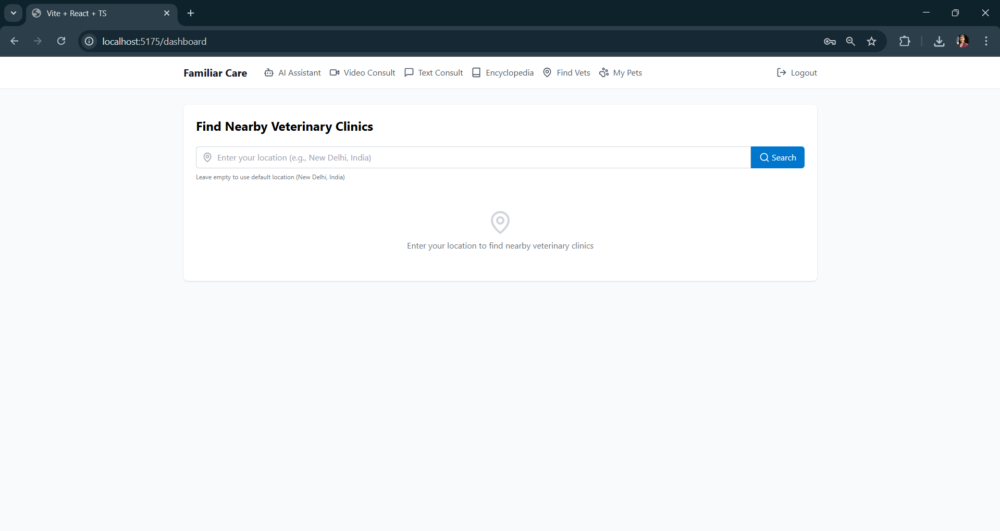 Vite + React + TS
localhost:5175/dashboard
Familiar Care AI Assistant Video Consult Text Consult Encyclopedia Find Vets My Pets Logout
Find Nearby Veterinary Clinics
Enter your location (e.g., New Delhi, India) Search
Leave empty to use default location (New Delhi, India)
Enter your location to find nearby veterinary clinics